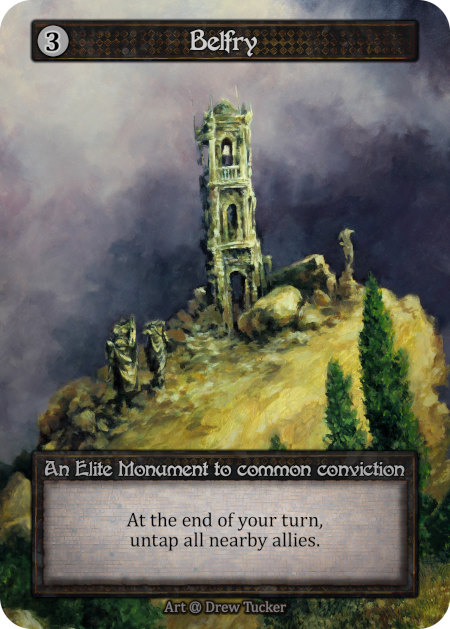 3
Belfry
An Elite Monument to common conviction
At the end of your turn,
untap all nearby allies.
Art @ Drew Tucker